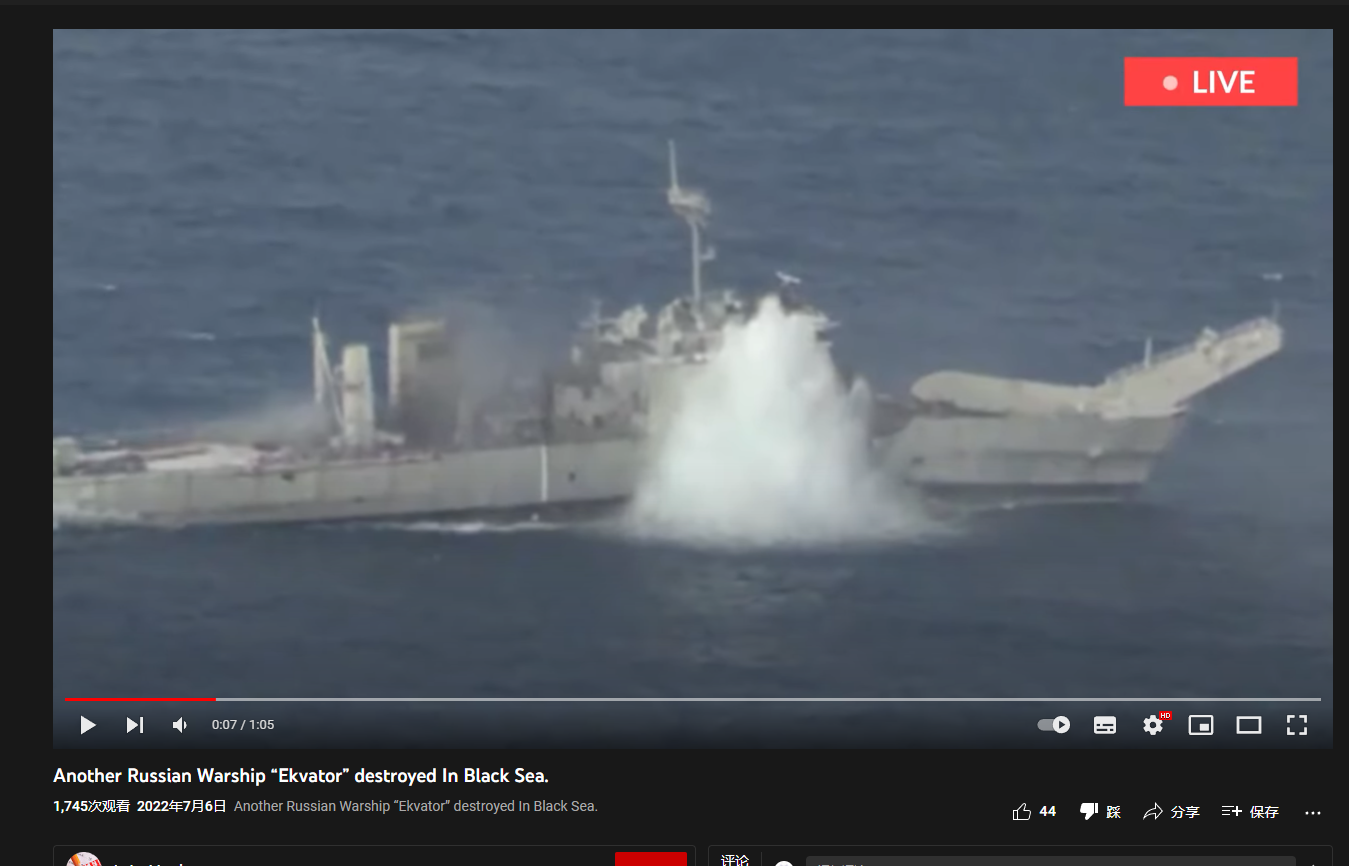 LIVE
0:07 / 1:05
HD
Another Russian Warship “Ekvator” destroyed In Black Sea.
1,745次观看 2022年7月6日 Another Russian Warship “Ekvator” destroyed In Black Sea.
44 踩 分享 保存
评论